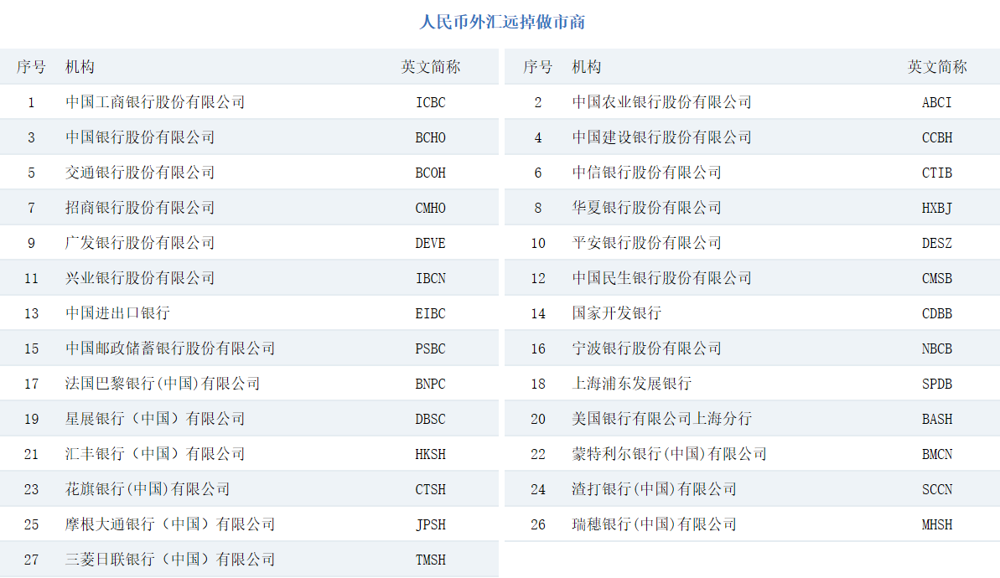 人民币外汇远掉做市商
序号 机构 英文简称 序号 机构 英文简称
1 中国工商银行股份有限公司 ICBC 2 中国农业银行股份有限公司 ABCI
3 中国银行股份有限公司 BCHO 4 中国建设银行股份有限公司 CCBH
5 交通银行股份有限公司 BCOH 6 中信银行股份有限公司 CTIB
7 招商银行股份有限公司 CMHO 8 华夏银行股份有限公司 HXBJ
9 广发银行股份有限公司 DEVE 10 平安银行股份有限公司 DESZ
11 兴业银行股份有限公司 IBCN 12 中国民生银行股份有限公司 CMSB
13 中国进出口银行 EIBC 14 国家开发银行 CDBB
15 中国邮政储蓄银行股份有限公司 PSBC 16 宁波银行股份有限公司 NBCB
17 法国巴黎银行(中国)有限公司 BNPC 18 上海浦东发展银行 SPDB
19 星展银行（中国）有限公司 DBSC 20 美国银行有限公司上海分行 BASH
21 汇丰银行（中国）有限公司 HKSH 22 蒙特利尔银行(中国)有限公司 BMCN
23 花旗银行(中国)有限公司 CTSH 24 渣打银行(中国)有限公司 SCCN
25 摩根大通银行（中国）有限公司 JPSH 26 瑞穗银行(中国)有限公司 MHSH
27 三菱日联银行（中国）有限公司 TMSH